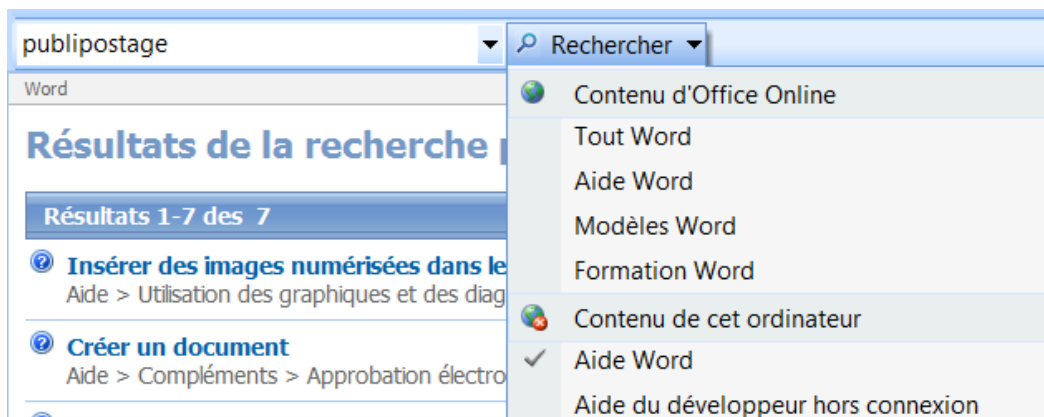 publipostage
Rechercher
Word
Contenu d'Office Online
Tout Word
Aide Word
Modèles Word
Formation Word
Contenu de cet ordinateur
Aide Word
Aide du développeur hors connexion
Résultats de la recherche
Résultats 1-7 des 7
Insérer des images numérisées dans le
Aide > Utilisation des graphiques et des
Créer un document
Aide > Compléments > Approbation